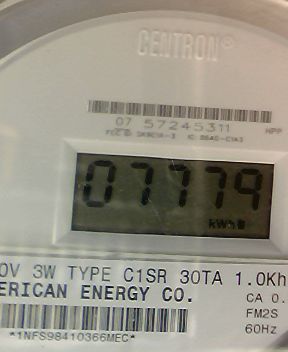 CENTRON®
07 57245311
HPP
07779
kWh
0V 3W TYPE C1SR 30TA 1.0Kh
ERICAN ENERGY CO.
CA 0.
FM2S
60Hz
*1NFS98410366MEC*